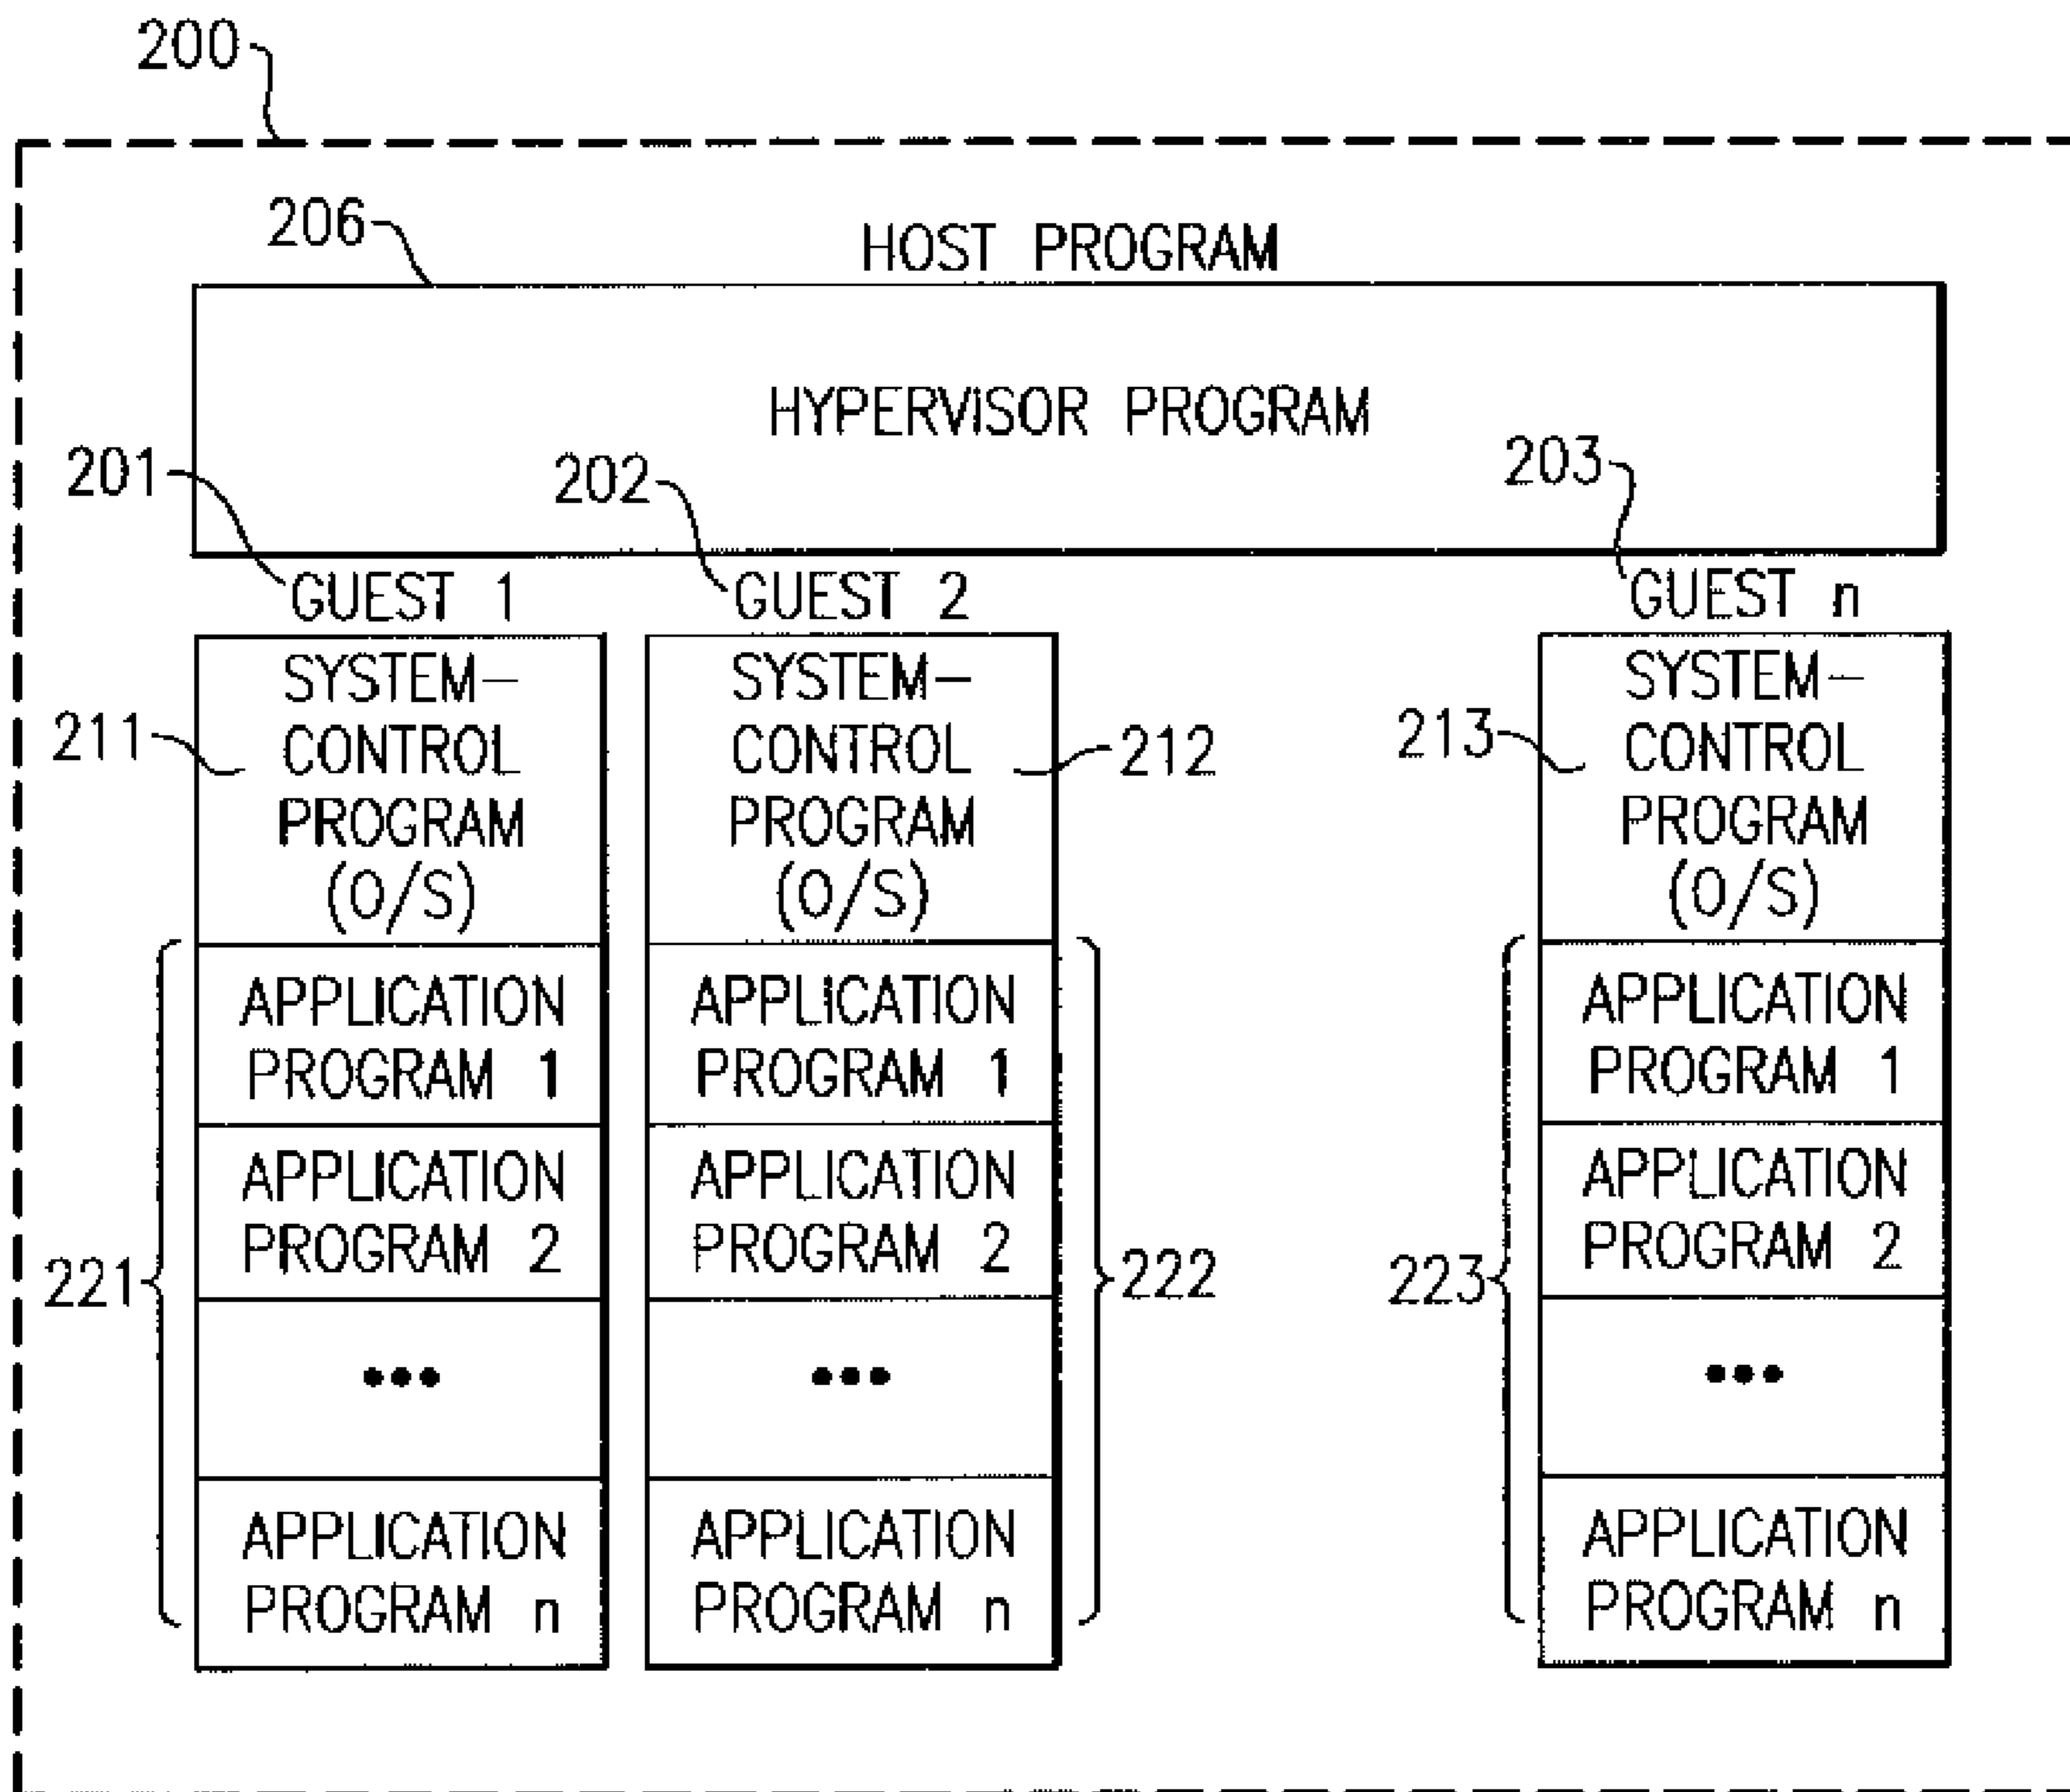 200
206
HOST PROGRAM
HYPERVISOR PROGRAM
201
202
203
GUEST 1
GUEST 2
GUEST n
SYSTEM-
CONTROL
PROGRAM
(O/S)
211
SYSTEM-
CONTROL
PROGRAM
(O/S)
212
SYSTEM-
CONTROL
PROGRAM
(O/S)
213
APPLICATION
PROGRAM 1
APPLICATION
PROGRAM 2
•••
APPLICATION
PROGRAM n
221
APPLICATION
PROGRAM 1
APPLICATION
PROGRAM 2
•••
APPLICATION
PROGRAM n
222
APPLICATION
PROGRAM 1
APPLICATION
PROGRAM 2
•••
APPLICATION
PROGRAM n
223